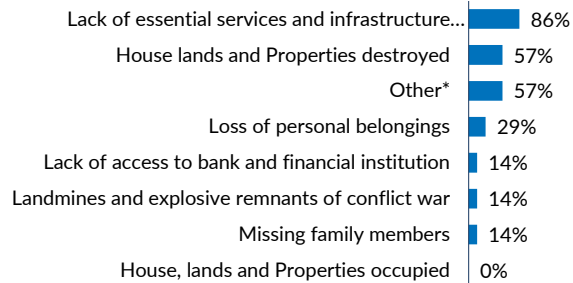 Lack of essential services and infrastructure… 86%
House lands and Properties destroyed 57%
Other* 57%
Loss of personal belongings 29%
Lack of access to bank and financial institution 14%
Landmines and explosive remnants of conflict war 14%
Missing family members 14%
House, lands and Properties occupied 0%